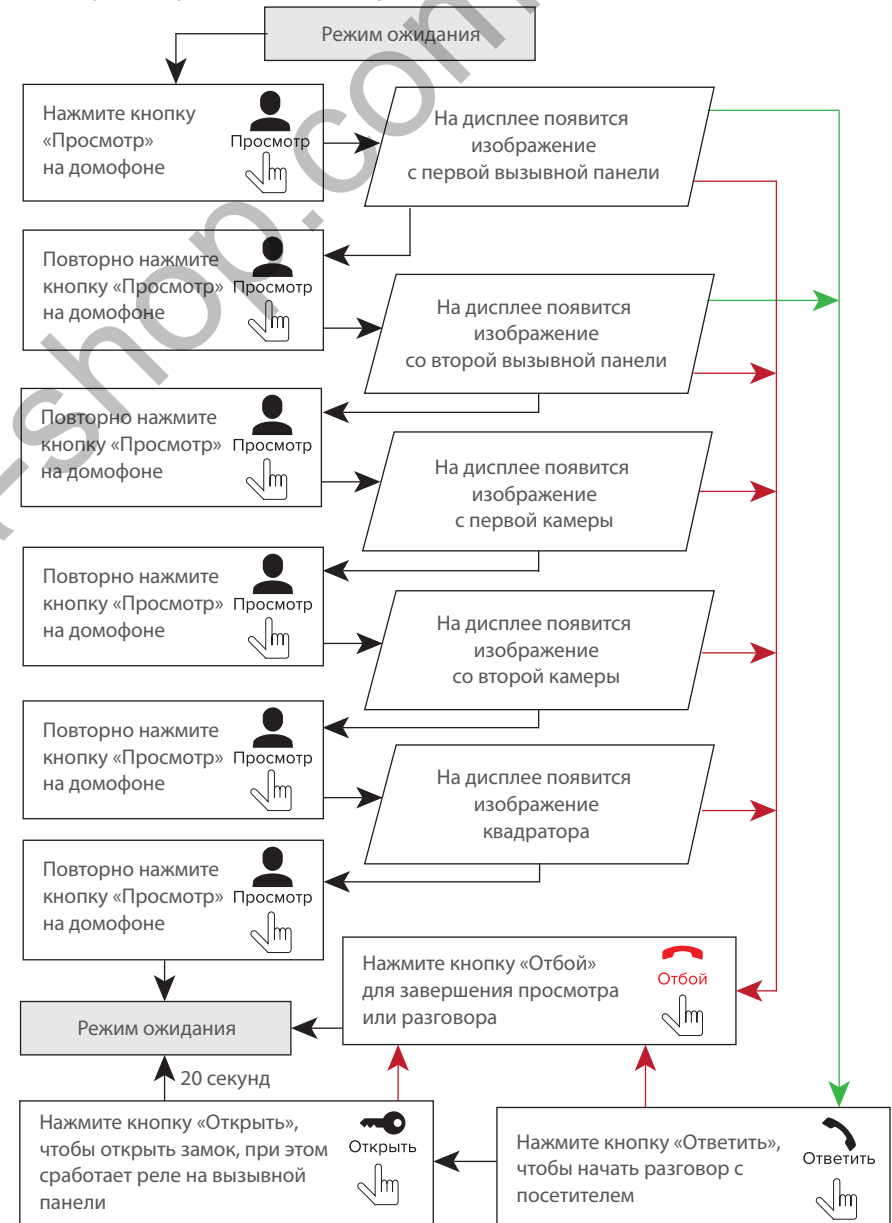 Режим ожидания
Нажмите кнопку
«Просмотр»
на домофоне
Просмотр
На дисплее появится
изображение
с первой вызывной панели
Повторно нажмите
кнопку «Просмотр»
на домофоне
Просмотр
На дисплее появится
изображение
со второй вызывной панели
Повторно нажмите
кнопку «Просмотр»
на домофоне
Просмотр
На дисплее появится
изображение
с первой камеры
Повторно нажмите
кнопку «Просмотр»
на домофоне
Просмотр
На дисплее появится
изображение
со второй камеры
Повторно нажмите
кнопку «Просмотр»
на домофоне
Просмотр
На дисплее появится
изображение
квадратора
Повторно нажмите
кнопку «Просмотр»
на домофоне
Просмотр
Нажмите кнопку «Отбой»
для завершения просмотра
или разговора
Отбой
Режим ожидания
20 секунд
Нажмите кнопку «Открыть»,
чтобы открыть замок, при этом
сработает реле на вызывной
панели
Открыть
Нажмите кнопку «Ответить»,
чтобы начать разговор с
посетителем
Ответить
-shop.com